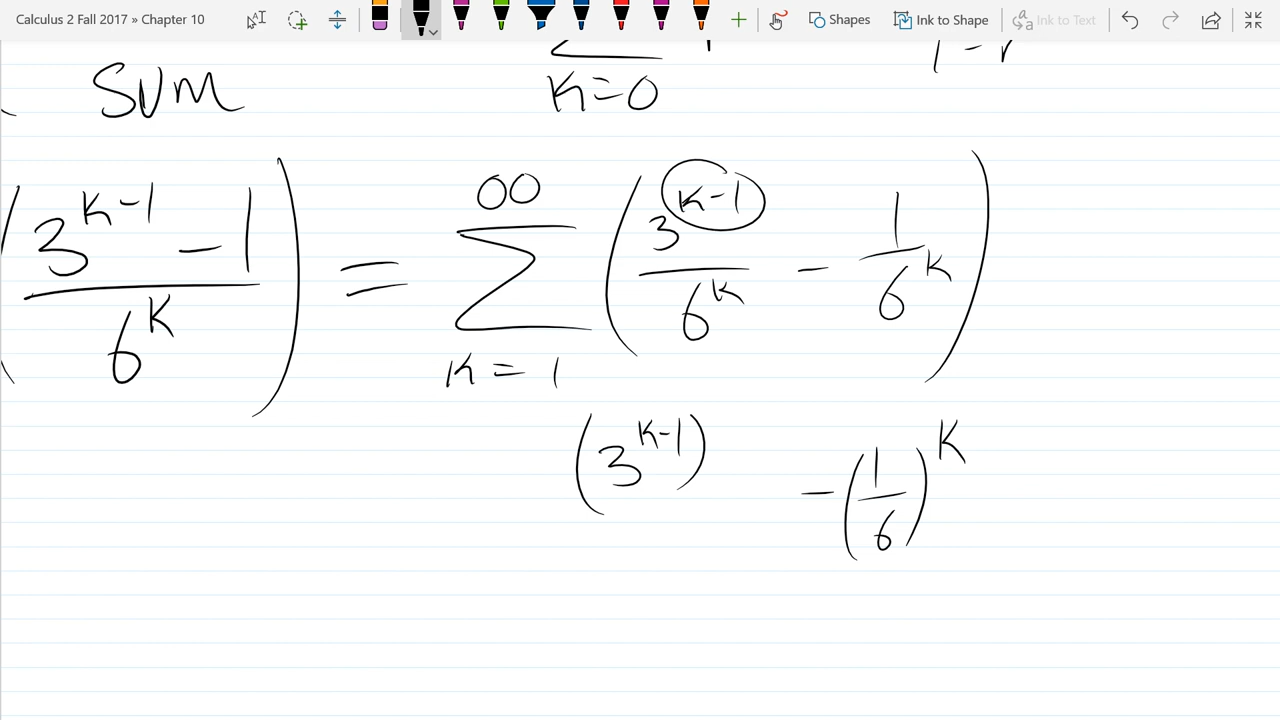 Calculus 2 Fall 2017 » Chapter 10 Shapes Ink to Shape Ink to Text
SUM K=0
(3^{K-1} - 1 / 6^K) = ∑_{K=1}^{∞} (3^{K-1} / 6^K - 1 / 6^K)
(3^{K-1}) - (1/6)^K